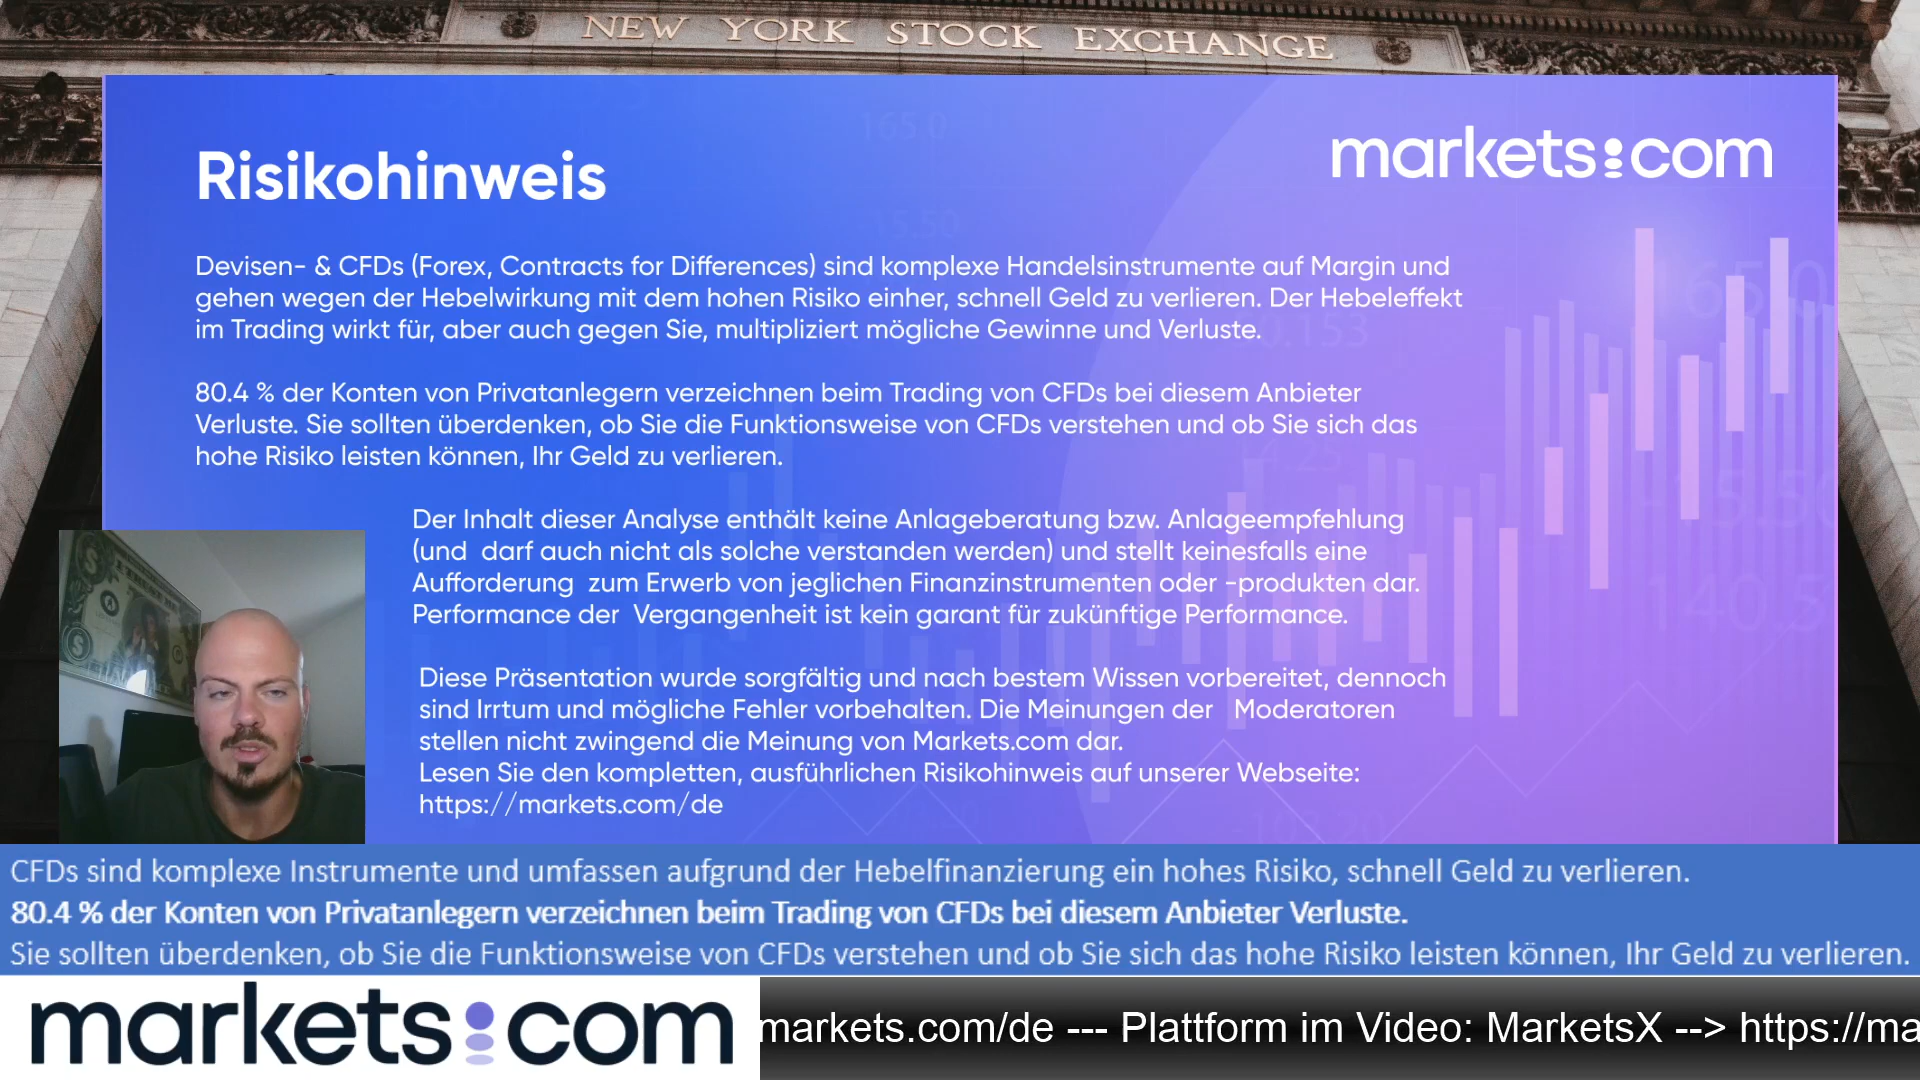 NEW YORK STOCK EXCHANGE
markets.com
Risikohinweis
Devisen- & CFDs (Forex, Contracts for Differences) sind komplexe Handelsinstrumente auf Margin und
gehen wegen der Hebelwirkung mit dem hohen Risiko einher, schnell Geld zu verlieren. Der Hebeleffekt
im Trading wirkt für, aber auch gegen Sie, multipliziert mögliche Gewinne und Verluste.
80.4 % der Konten von Privatanlegern verzeichnen beim Trading von CFDs bei diesem Anbieter
Verluste. Sie sollten überdenken, ob Sie die Funktionsweise von CFDs verstehen und ob Sie sich das
hohe Risiko leisten können, Ihr Geld zu verlieren.
Der Inhalt dieser Analyse enthält keine Anlageberatung bzw. Anlageempfehlung
(und darf auch nicht als solche verstanden werden) und stellt keinesfalls eine
Aufforderung zum Erwerb von jeglichen Finanzinstrumenten oder -produkten dar.
Performance der Vergangenheit ist kein garant für zukünftige Performance.
Diese Präsentation wurde sorgfältig und nach bestem Wissen vorbereitet, dennoch
sind Irrtum und mögliche Fehler vorbehalten. Die Meinungen der Moderatoren
stellen nicht zwingend die Meinung von Markets.com dar.
Lesen Sie den kompletten, ausführlichen Risikohinweis auf unserer Webseite:
https://markets.com/de
CFDs sind komplexe Instrumente und umfassen aufgrund der Hebelfinanzierung ein hohes Risiko, schnell Geld zu verlieren.
80.4 % der Konten von Privatanlegern verzeichnen beim Trading von CFDs bei diesem Anbieter Verluste.
Sie sollten überdenken, ob Sie die Funktionsweise von CFDs verstehen und ob Sie sich das hohe Risiko leisten können, Ihr Geld zu verlieren.
markets.com
markets.com/de --- Plattform im Video: MarketsX --> https://ma